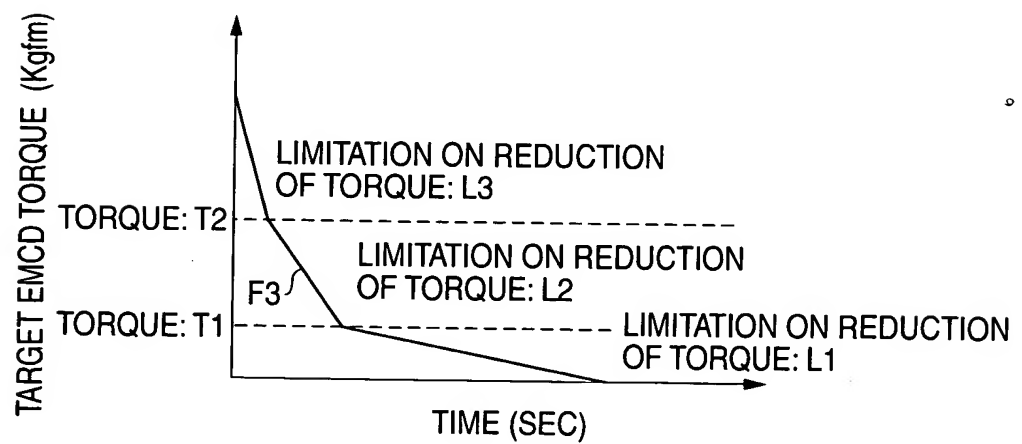 TARGET EMCD TORQUE (Kgfm)
LIMITATION ON REDUCTION
OF TORQUE: L3
TORQUE: T2
LIMITATION ON REDUCTION
OF TORQUE: L2
F3
TORQUE: T1
LIMITATION ON REDUCTION
OF TORQUE: L1
TIME (SEC)